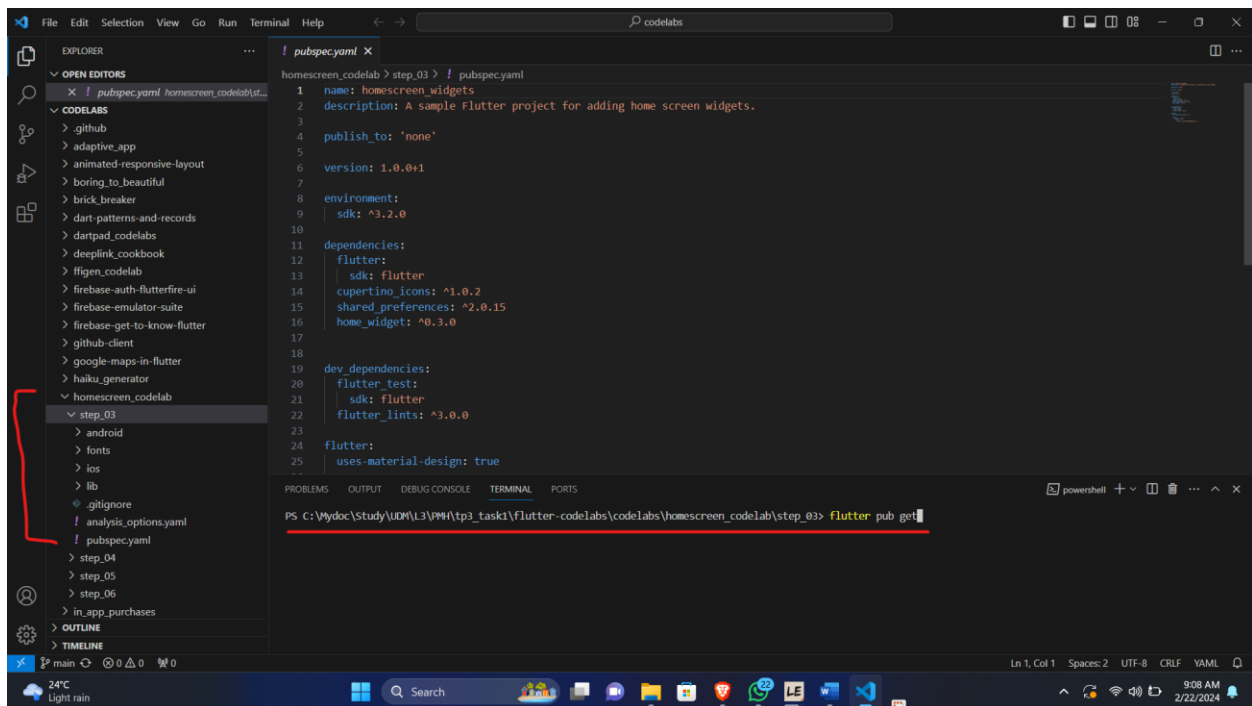 File Edit Selection View Go Run Terminal Help
codelabs
EXPLORER
OPEN EDITORS
! pubspec.yaml homescreen_codelab\st...
CODELABS
.github
adaptive_app
animated-responsive-layout
boring_to_beautiful
brick_breaker
dart-patterns-and-records
dartpad_codelabs
deeplink_cookbook
ffigen_codelab
firebase-auth-flutterfire-ui
firebase-emulator-suite
firebase-get-to-know-flutter
github-client
google-maps-in-flutter
haiku_generator
homescreen_codelab
step_03
android
fonts
ios
lib
.gitignore
! analysis_options.yaml
! pubspec.yaml
step_04
step_05
step_06
in_app_purchases
OUTLINE
TIMELINE
! pubspec.yaml
homescreen_codelab > step_03 > ! pubspec.yaml
1 name: homescreen_widgets
2 description: A sample Flutter project for adding home screen widgets.
3
4 publish_to: 'none'
5
6 version: 1.0.0+1
7
8 environment:
9 sdk: ^3.2.0
10
11 dependencies:
12 flutter:
13 sdk: flutter
14 cupertino_icons: ^1.0.2
15 shared_preferences: ^2.0.15
16 home_widget: ^0.3.0
17
18
19 dev_dependencies:
20 flutter_test:
21 sdk: flutter
22 flutter_lints: ^3.0.0
23
24 flutter:
25 uses-material-design: true
PROBLEMS OUTPUT DEBUG CONSOLE TERMINAL PORTS
powershell
PS C:\Mydoc\Study\UDM\L3\PMH\tp3_task1\flutter-codelabs\codelabs\homescreen_codelab\step_03> flutter pub get
main 0 0 0
Ln 1, Col 1 Spaces: 2 UTF-8 CRLF YAML
24°C
Light rain
Search
22
LE
9:08 AM
2/22/2024